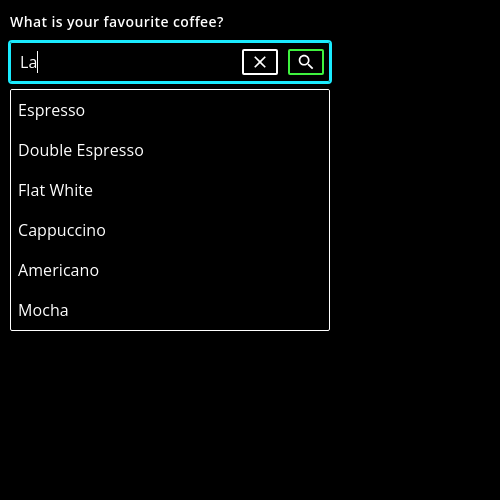 What is your favourite coffee?
La
Espresso
Double Espresso
Flat White
Cappuccino
Americano
Mocha